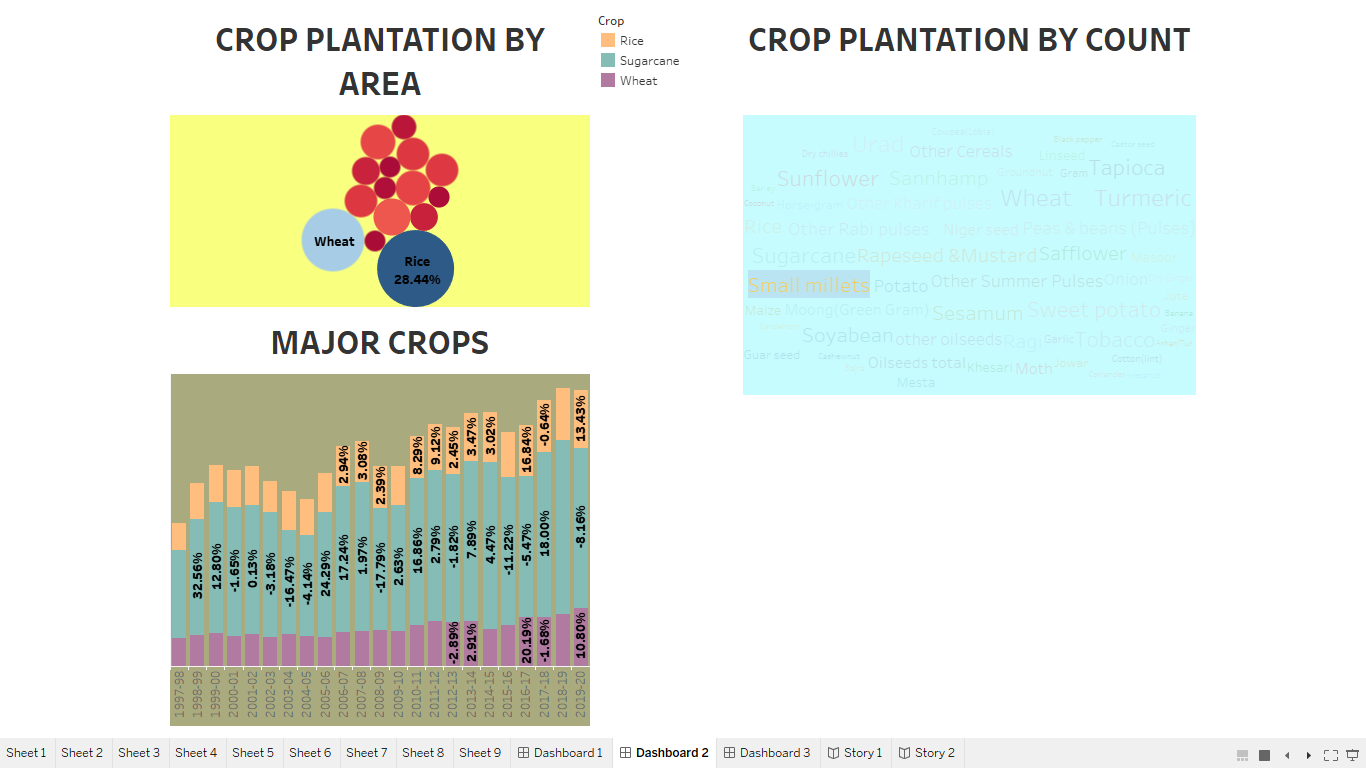 CROP PLANTATION BY
AREA
Crop
Rice
Sugarcane
Wheat
CROP PLANTATION BY COUNT
Wheat
Rice
28.44%
Urad
Cowpea(Lobia)
Black pepper
Castor seed
Dry chillies
Other Cereals
Linseed
Groundnut
Gram
Tapioca
Sunflower
Sannhamp
Barley
Wheat
Turmeric
Coconut
Horse-gram
Other Kharif pulses
Rice
Other Rabi pulses
Niger seed
Peas & beans (Pulses)
Sugarcane
Rapeseed &Mustard
Safflower
Masoor
Small millets
Potato
Other Summer Pulses
Onion
Jute
Maize
Moong(Green Gram)
Sesamum
Sweet potato
Banana
Ginger
Soyabean
other oilseeds
Ragi
Garlic
Tobacco
Arhar/Tur
Guar seed
Cashewnut
Oilseeds total
Khesari
Moth
Jowar
Cotton(lint)
Coriander
Mesta
MAJOR CROPS
32.56%
12.80%
-1.65%
0.13%
-3.18%
-16.47%
-4.14%
24.29%
2.94%
17.24%
3.08%
1.97%
2.39%
-17.79%
2.63%
8.29%
16.86%
9.12%
2.79%
2.45%
-1.82%
-2.89%
3.47%
7.89%
2.91%
3.02%
4.47%
-11.22%
16.84%
-5.47%
20.19%
-0.64%
18.00%
-1.68%
13.43%
-8.16%
10.80%
1997-98
1998-99
1999-00
2000-01
2001-02
2002-03
2003-04
2004-05
2005-06
2006-07
2007-08
2008-09
2009-10
2010-11
2011-12
2012-13
2013-14
2014-15
2015-16
2016-17
2017-18
2018-19
2019-20
Sheet 1 Sheet 2 Sheet 3 Sheet 4 Sheet 5 Sheet 6 Sheet 7 Sheet 8 Sheet 9 Dashboard 1 Dashboard 2 Dashboard 3 Story 1 Story 2